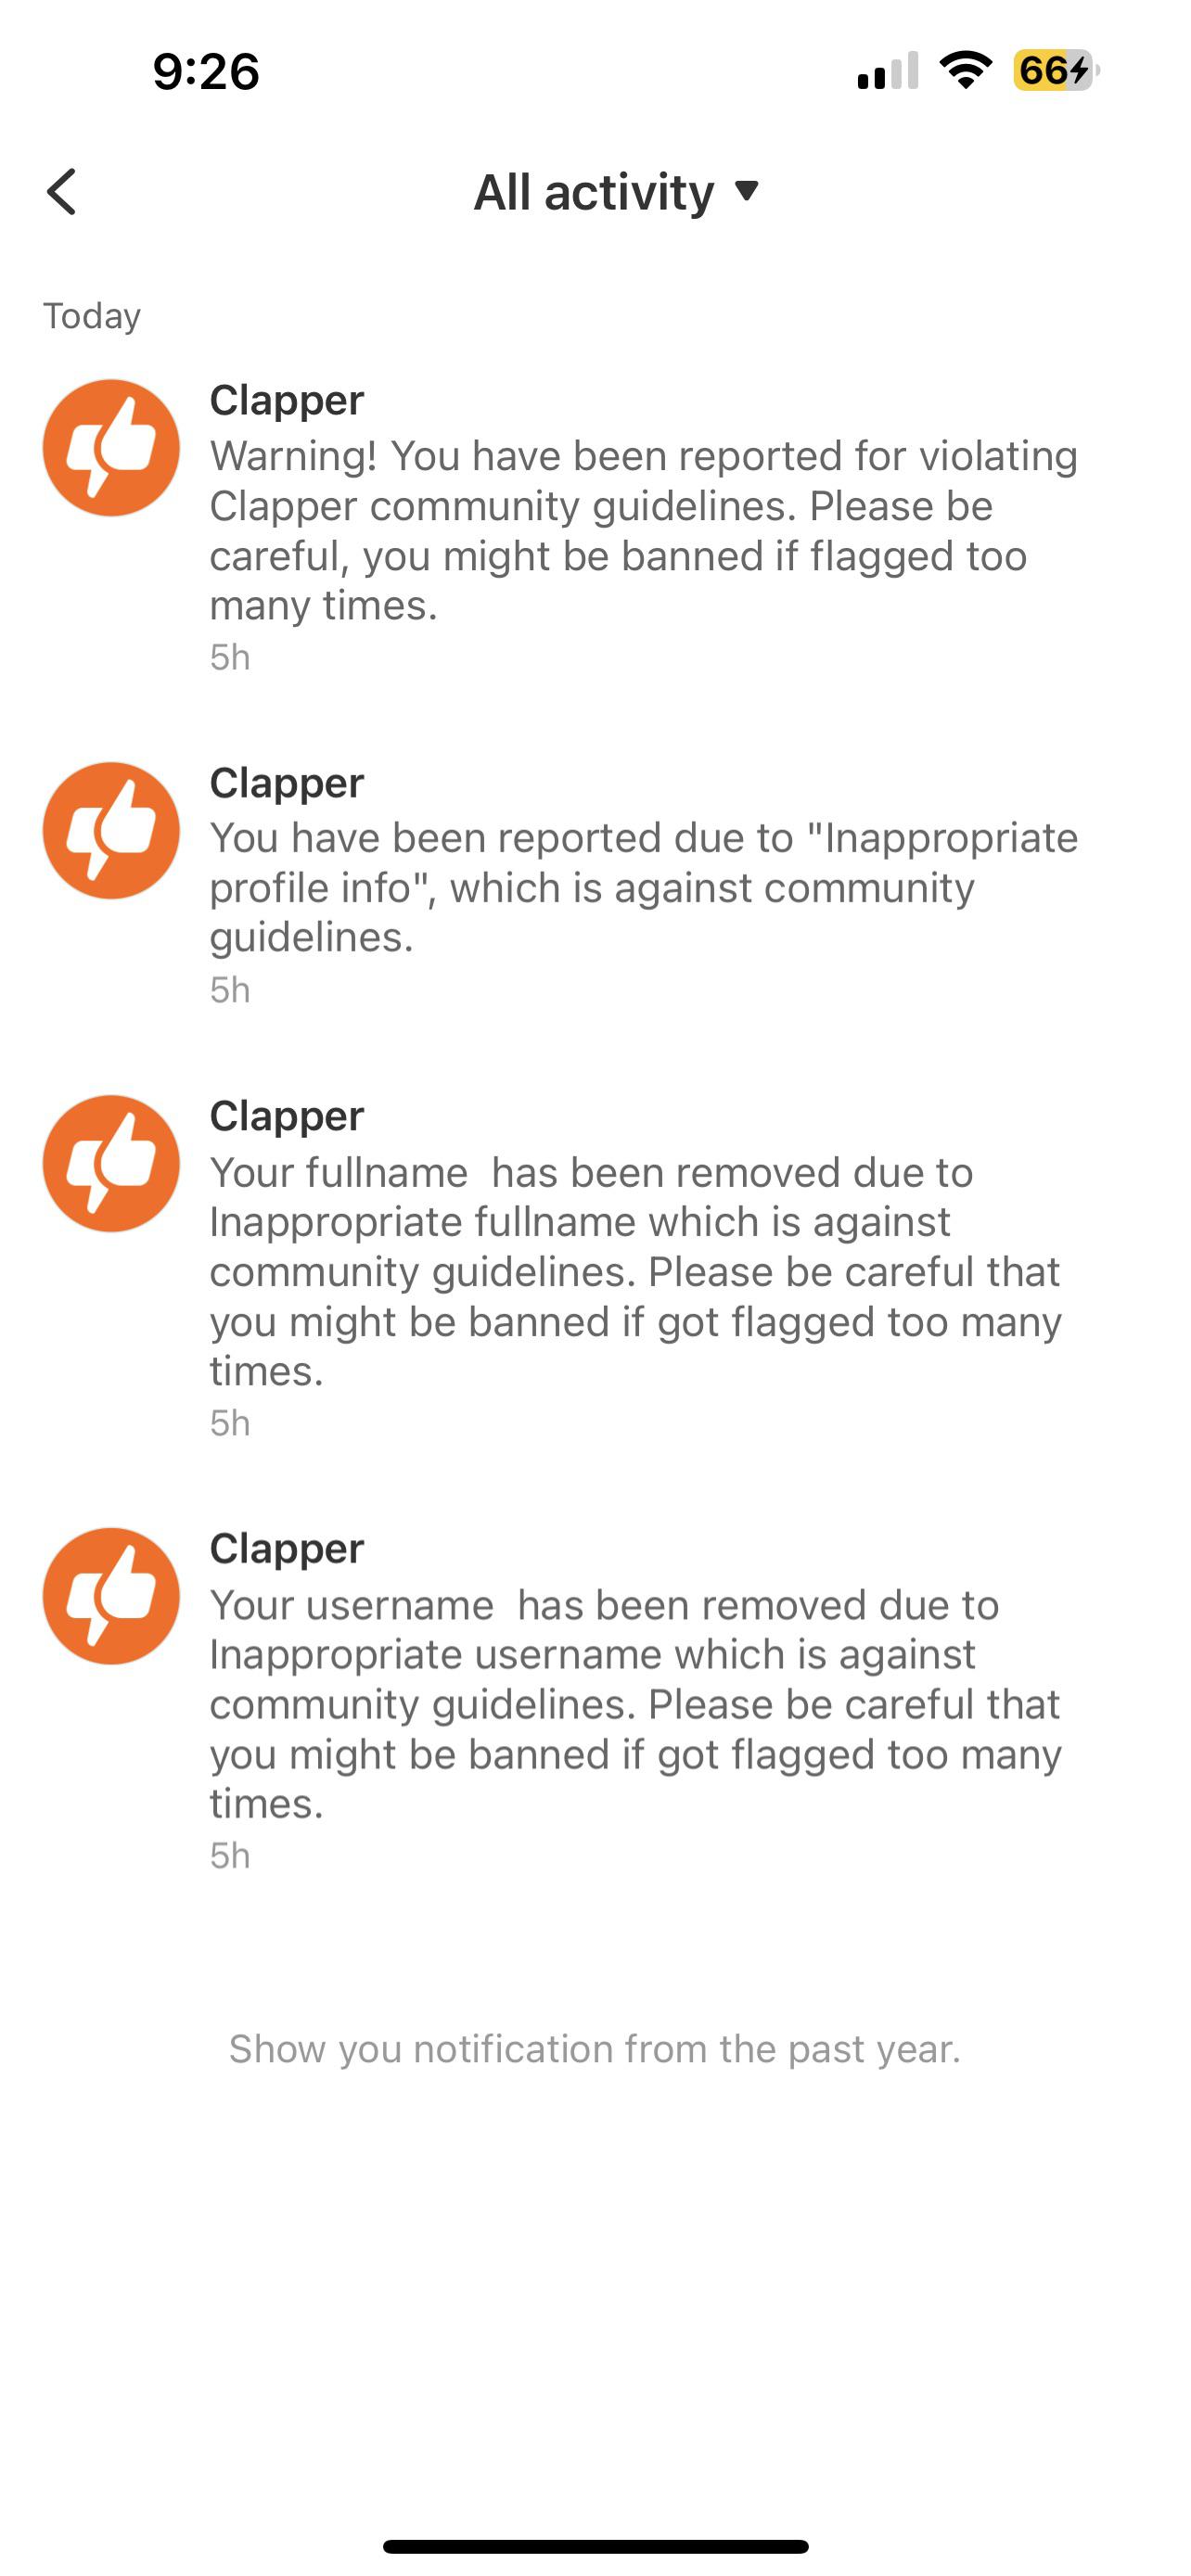 9:26
66
All activity
Today
Clapper
Warning! You have been reported for violating
Clapper community guidelines. Please be
careful, you might be banned if flagged too
many times.
5h
Clapper
You have been reported due to "Inappropriate
profile info", which is against community
guidelines.
5h
Clapper
Your fullname  has been removed due to
Inappropriate fullname which is against
community guidelines. Please be careful that
you might be banned if got flagged too many
times.
5h
Clapper
Your username  has been removed due to
Inappropriate username which is against
community guidelines. Please be careful that
you might be banned if got flagged too many
times.
5h
Show you notification from the past year.